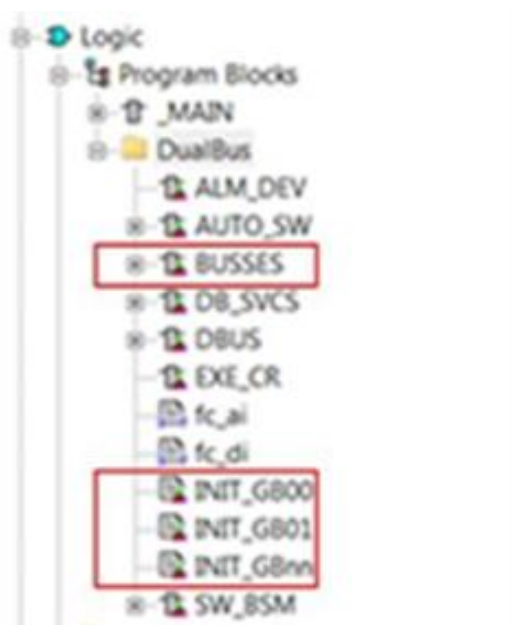 Logic
Program Blocks
_MAIN
DualBus
ALM_DEV
AUTO_SW
BUSSES
DB_SVCS
DBUS
EXE_CR
fc_ai
fc_di
INIT_GB00
INIT_GB01
INIT_GBnn
SW_BSM